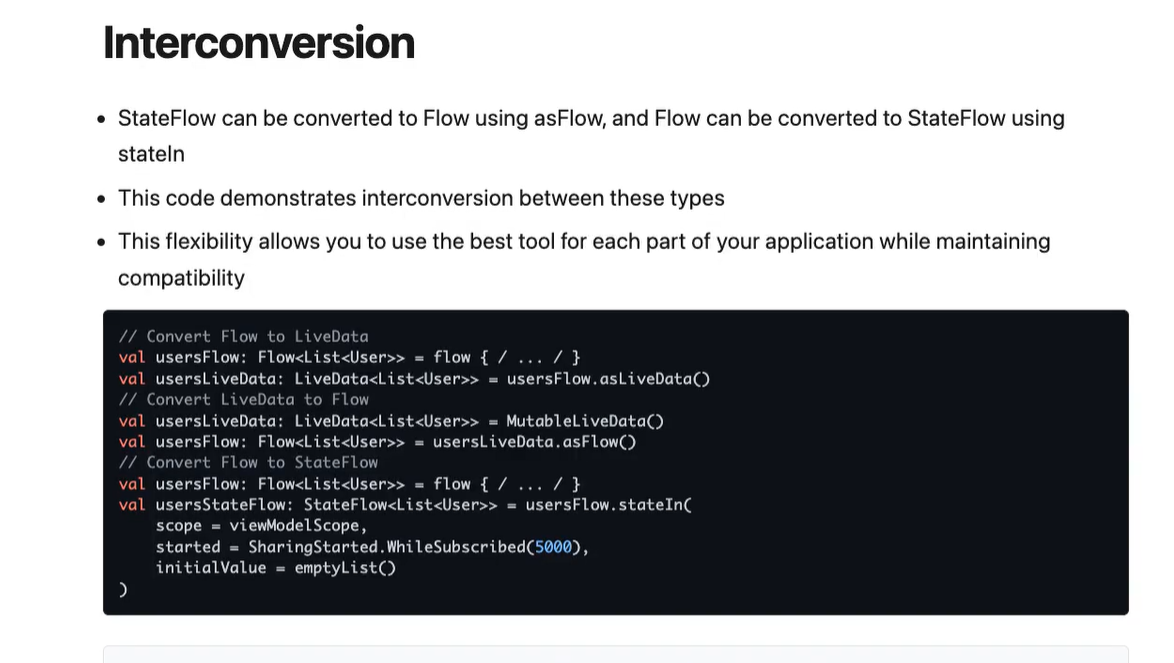 Interconversion
• StateFlow can be converted to Flow using asFlow, and Flow can be converted to StateFlow using
stateIn
• This code demonstrates interconversion between these types
• This flexibility allows you to use the best tool for each part of your application while maintaining
compatibility
// Convert Flow to LiveData
val usersFlow: Flow<List<User>> = flow { / ... / }
val usersLiveData: LiveData<List<User>> = usersFlow.asLiveData()
// Convert LiveData to Flow
val usersLiveData: LiveData<List<User>> = MutableLiveData()
val usersFlow: Flow<List<User>> = usersLiveData.asFlow()
// Convert Flow to StateFlow
val usersFlow: Flow<List<User>> = flow { / ... / }
val usersStateFlow: StateFlow<List<User>> = usersFlow.stateIn(
    scope = viewModelScope,
    started = SharingStarted.WhileSubscribed(5000),
    initialValue = emptyList()
)